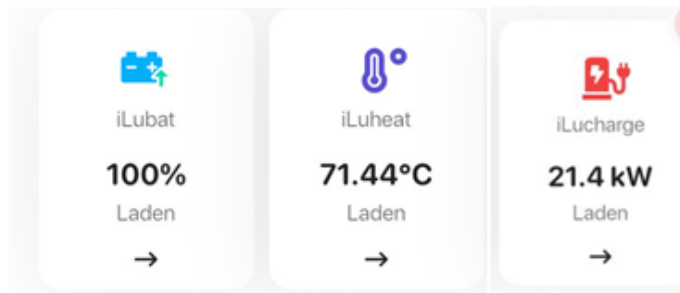 iLubat
100%
Laden
→
iLuheat
71.44°C
Laden
→
iLucharge
21.4 kW
Laden
→